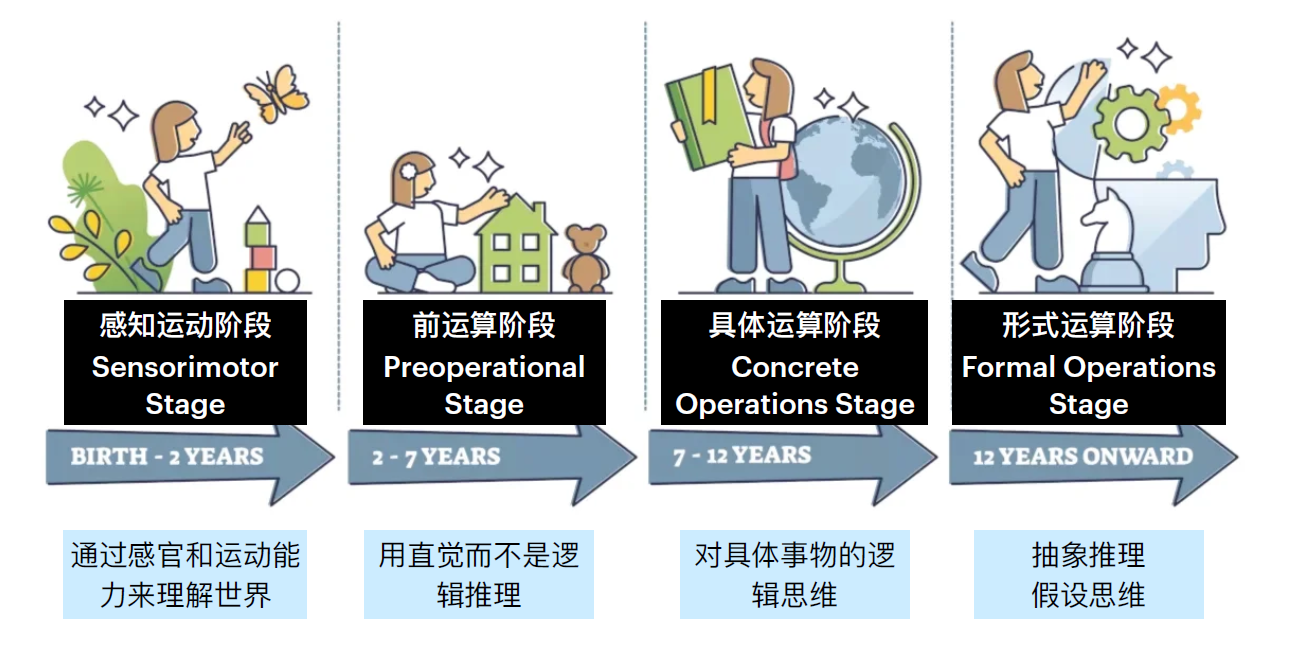 感知运动阶段
Sensorimotor
Stage
BIRTH - 2 YEARS
通过感官和运动能
力来理解世界
前运算阶段
Preoperational
Stage
2 - 7 YEARS
用直觉而不是逻
辑推理
具体运算阶段
Concrete
Operations Stage
7 - 12 YEARS
对具体事物的逻
辑思维
形式运算阶段
Formal Operations
Stage
12 YEARS ONWARD
抽象推理
假设思维